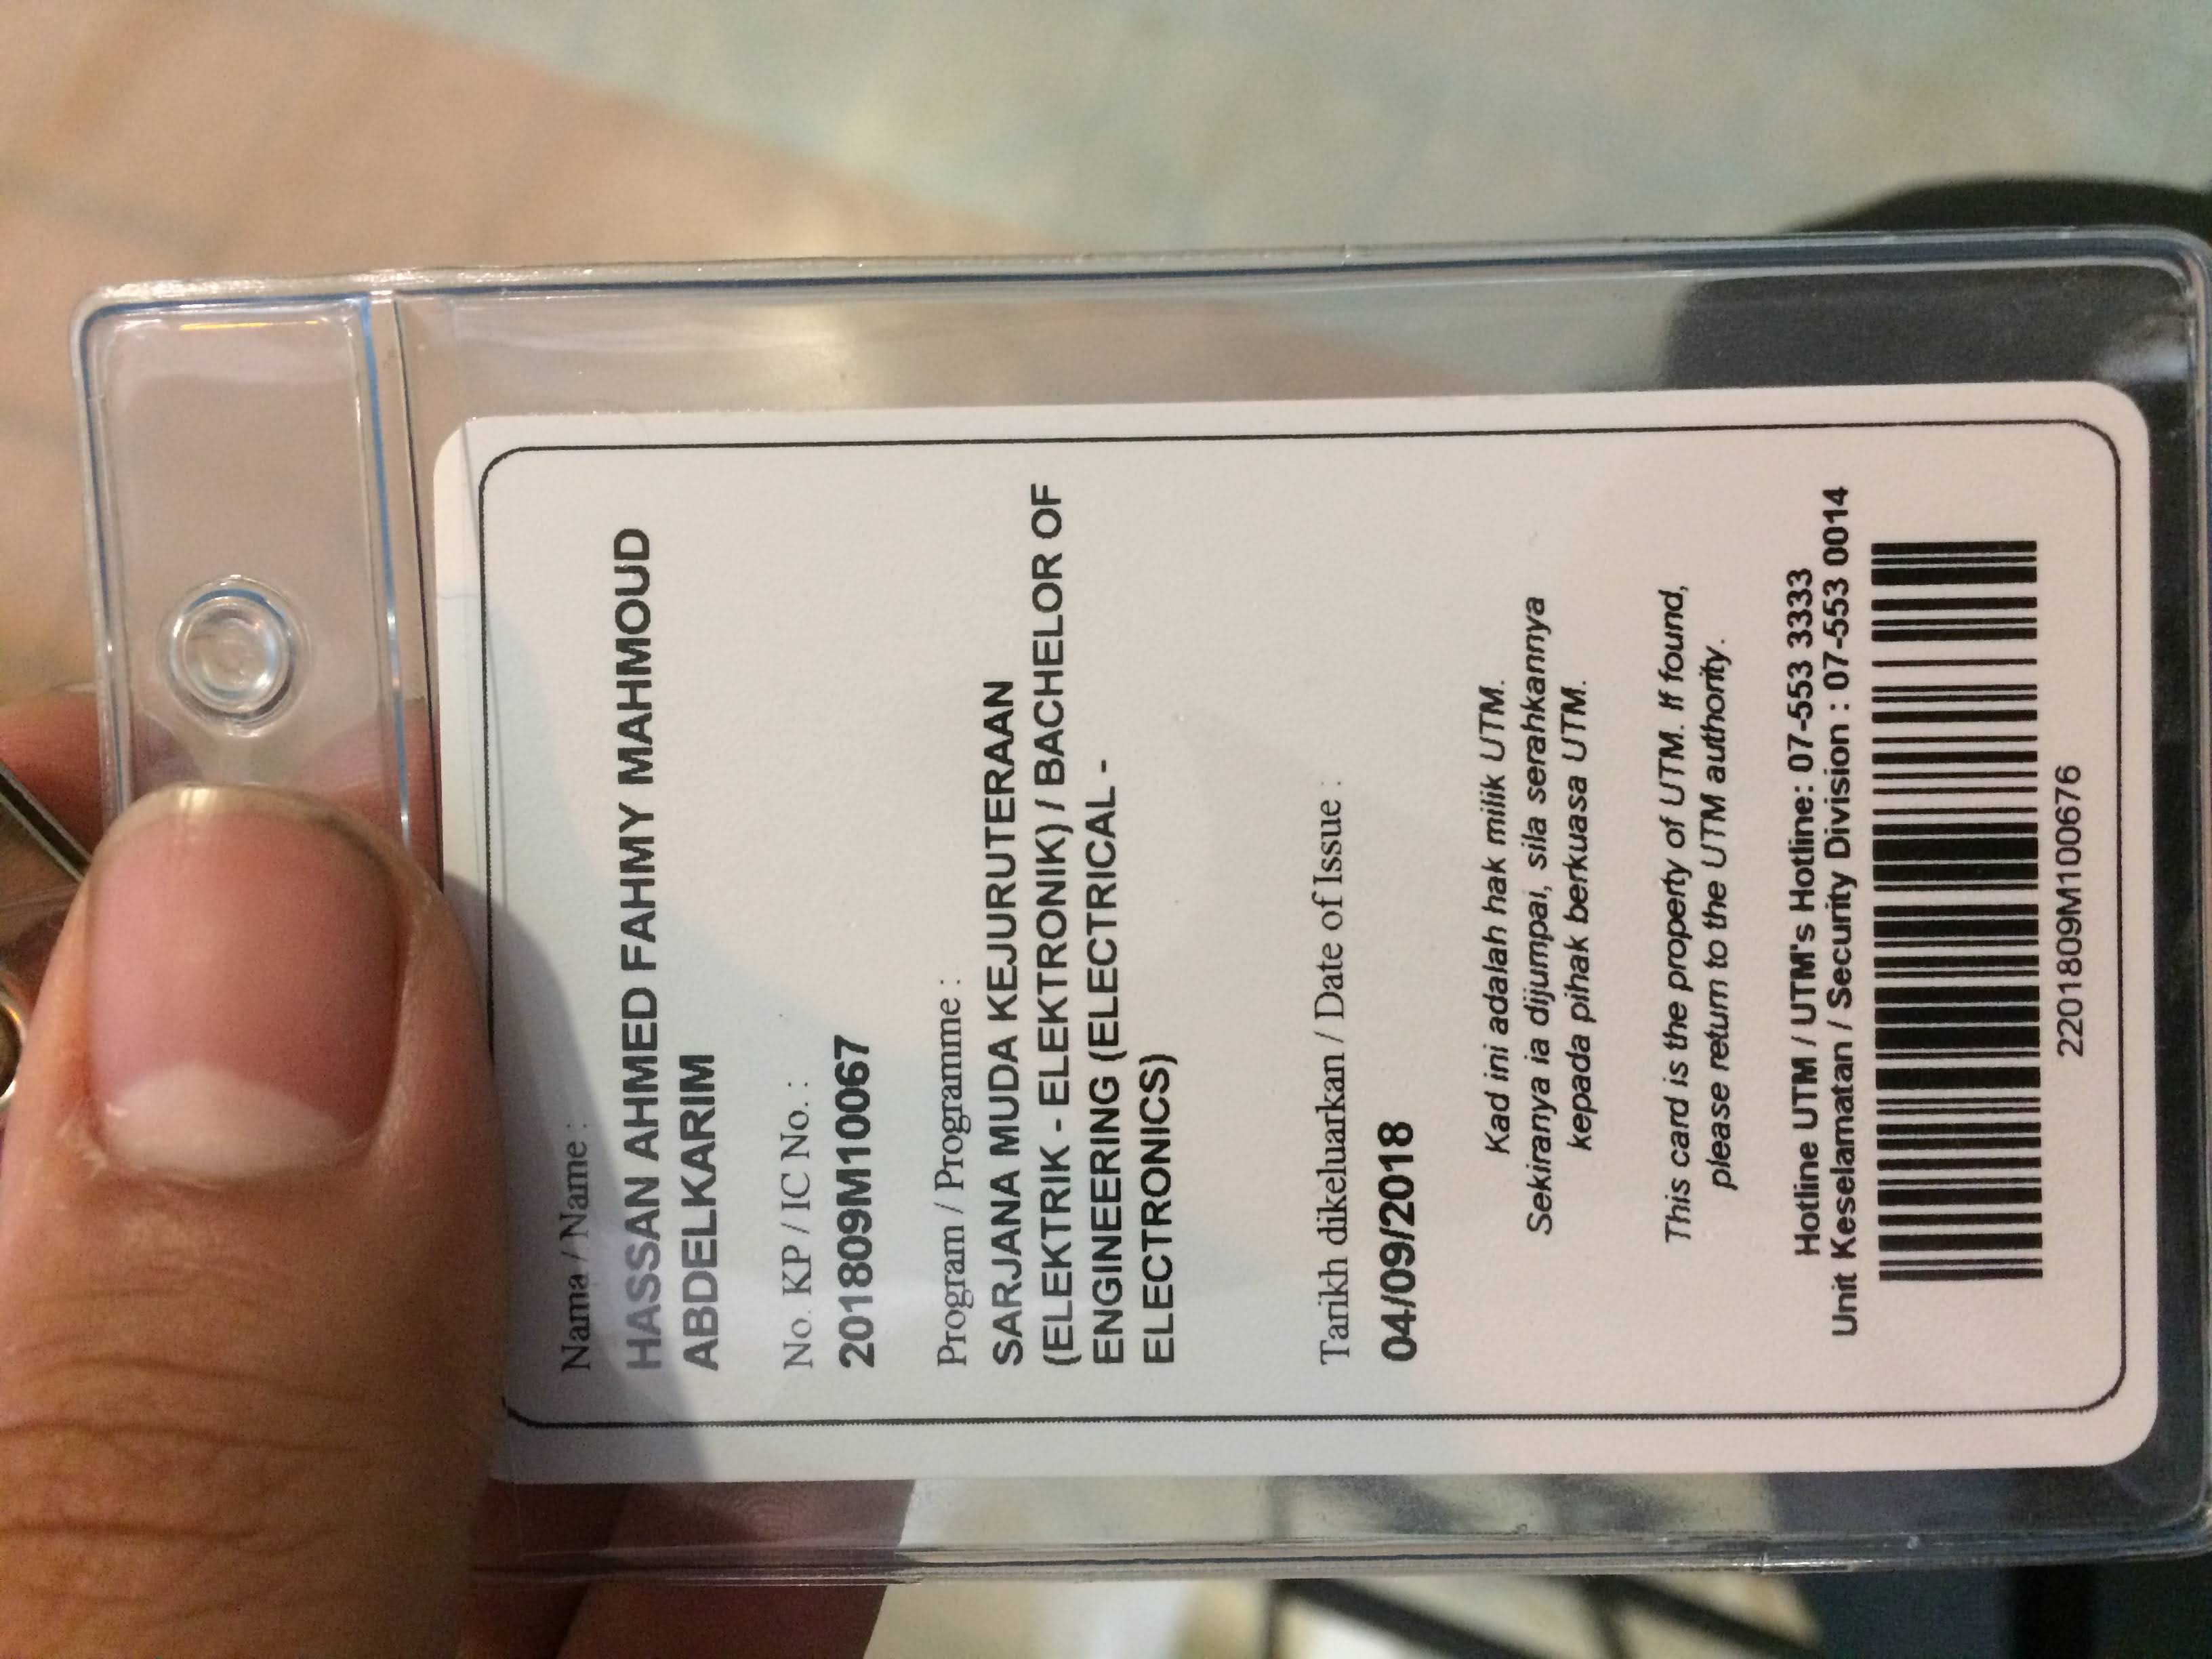 Nama / Name :
HASSAN AHMED FAHMY MAHMOUD
ABDELKARIM
No. KP / IC No. :
201809M10067
Program / Programme :
SARJANA MUDA KEJURUTERAAN
(ELEKTRIK - ELEKTRONIK) / BACHELOR OF
ENGINEERING (ELECTRICAL -
ELECTRONICS)
Tarikh dikeluarkan / Date of Issue :
04/09/2018
Kad ini adalah hak milik UTM.
Sekiranya ia dijumpai, sila serahkannya
kepada pihak berkuasa UTM.
This card is the property of UTM. If found,
please return to the UTM authority.
Hotline UTM / UTM's Hotline: 07-553 3333
Unit Keselamatan / Security Division : 07-553 0014
2201809M100676